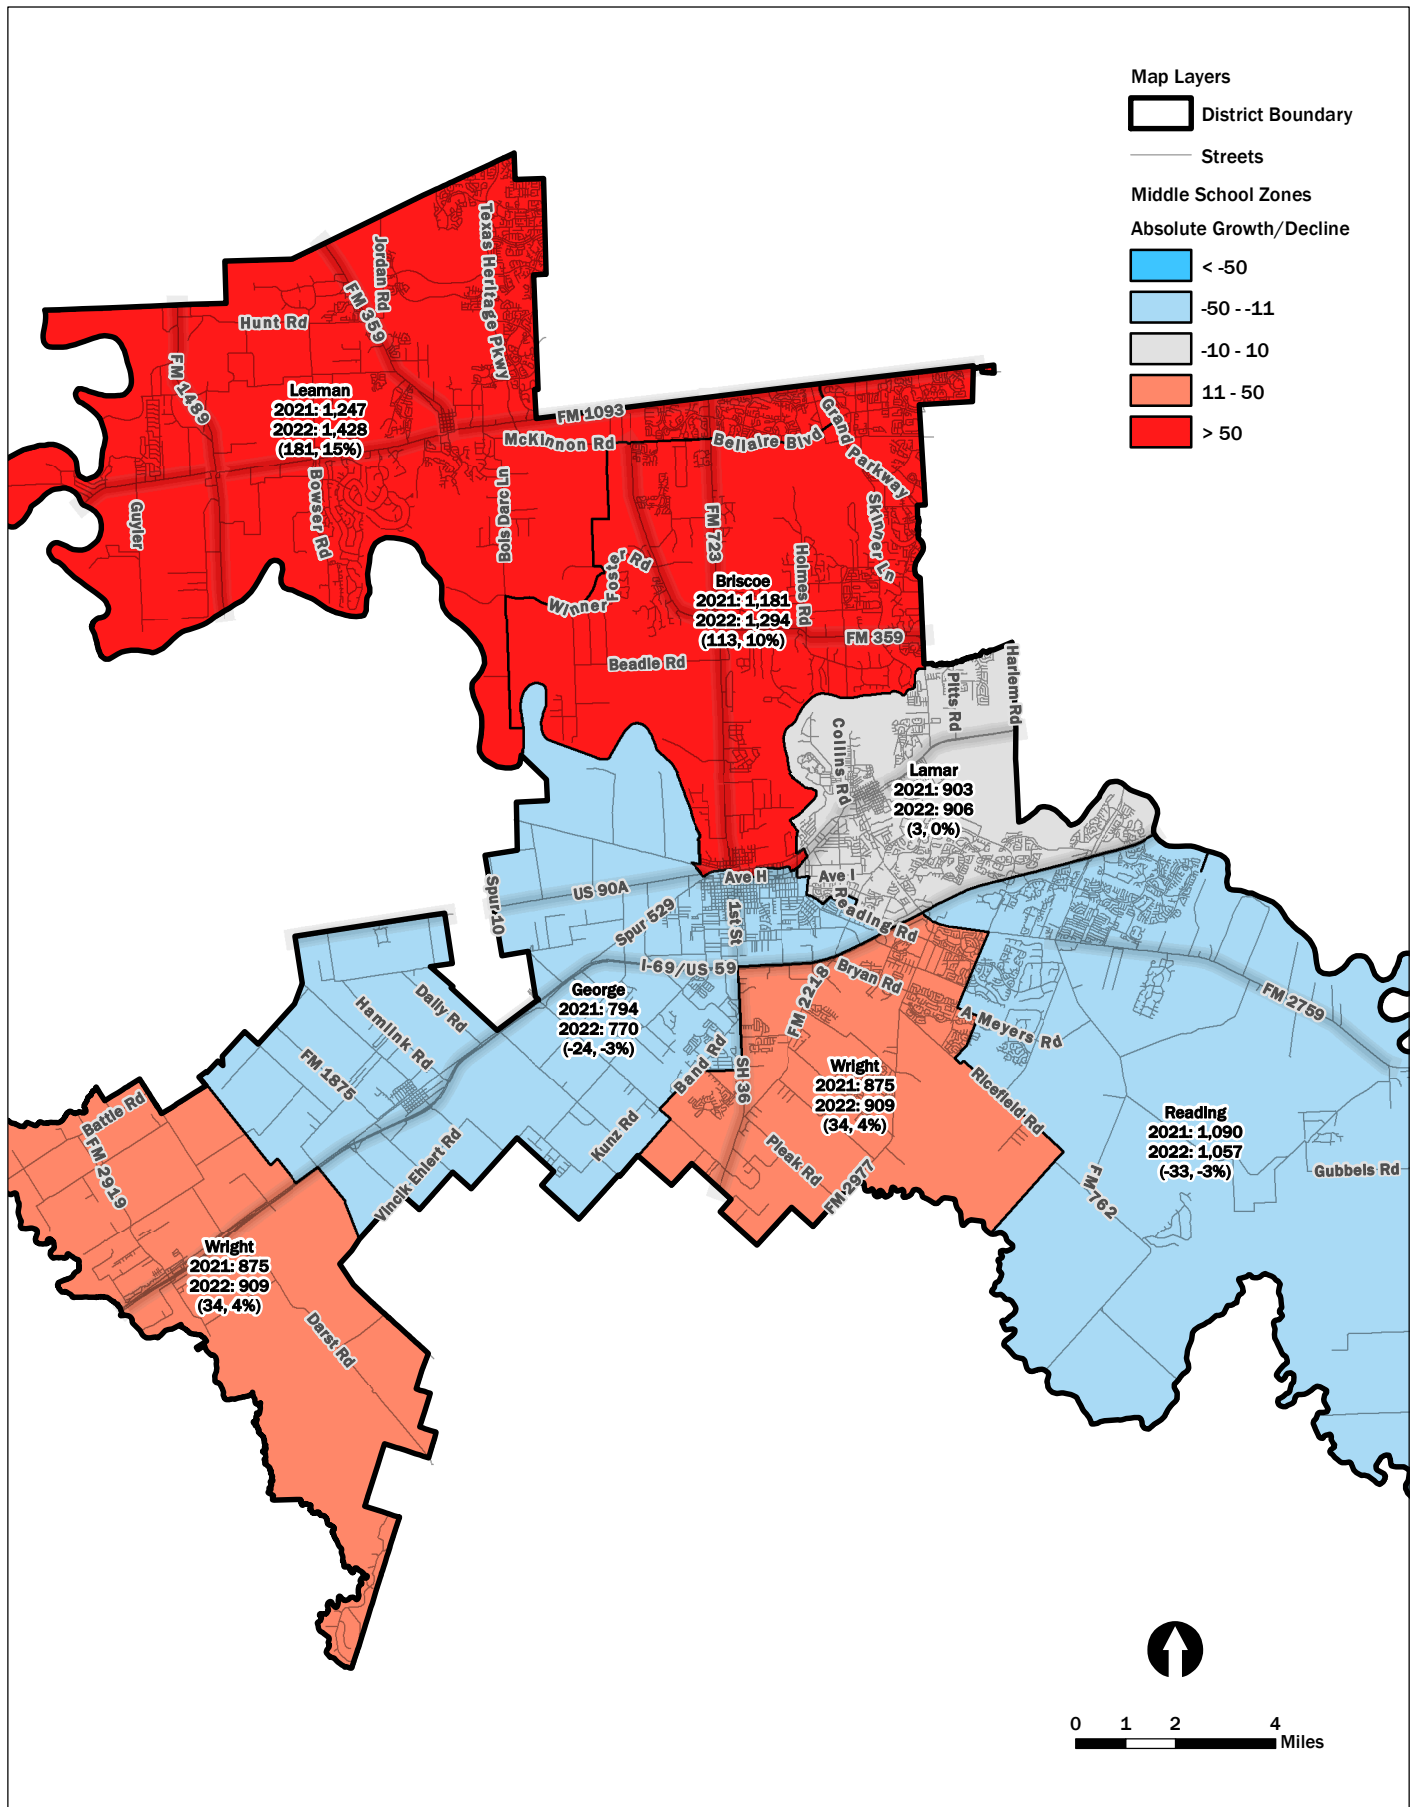 Map Layers
District Boundary
Streets
Middle School Zones
Absolute Growth/Decline
< -50
-50 - -11
-10 - 10
11 - 50
> 50
Texas Heritage Pkwy
Jordan Rd
FM 359
Hunt Rd
FM 1489
Leaman
2021: 1,247
2022: 1,428
(181, 15%)
FM 1093
McKinnon Rd
Bellaire Blvd
Grand Parkway
Skinner Ln
Guyler
Bowser Rd
Bois Darc Ln
FM 723
Holmes Rd
Foster Rd
Winner
Briscoe
2021: 1,181
2022: 1,294
(113, 10%)
FM 359
Beadle Rd
Harlem Rd
Pitts Rd
Collins Rd
Lamar
2021: 903
2022: 906
(3, 0%)
Ave H
Ave I
US 90A
Spur 10
Spur 529
1st St
Reading Rd
I-69/US 59
Bryan Rd
FM 2218
George
2021: 794
2022: 770
(-24, -3%)
Daily Rd
Hamlink Rd
FM 1875
FM 2759
A Meyers Rd
Band Rd
SH 36
Wright
2021: 875
2022: 909
(34, 4%)
Ricefield Rd
Reading
2021: 1,090
2022: 1,057
(-33, -3%)
Gubbels Rd
Battle Rd
FM 2919
Kunz Rd
Vincik Ehlert Rd
Pleak Rd
FM 2977
FM 762
Wright
2021: 875
2022: 909
(34, 4%)
Darst Rd
0 1 2 4
Miles